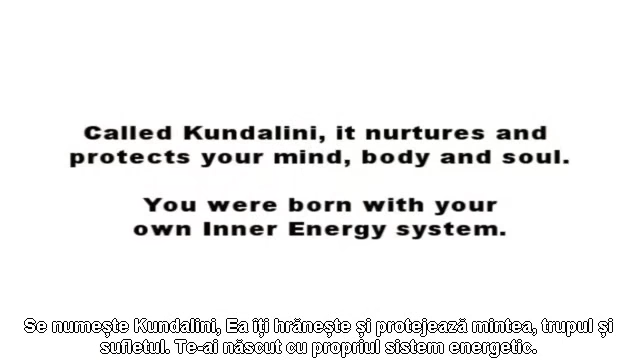 Called Kundalini, it nurtures and
protects your mind, body and soul.
You were born with your
own Inner Energy system.
Se numește Kundalini, Ea îți hrănește și protejează mintea, trupul și
sufletul. Te-ai născut cu propriul sistem energetic.